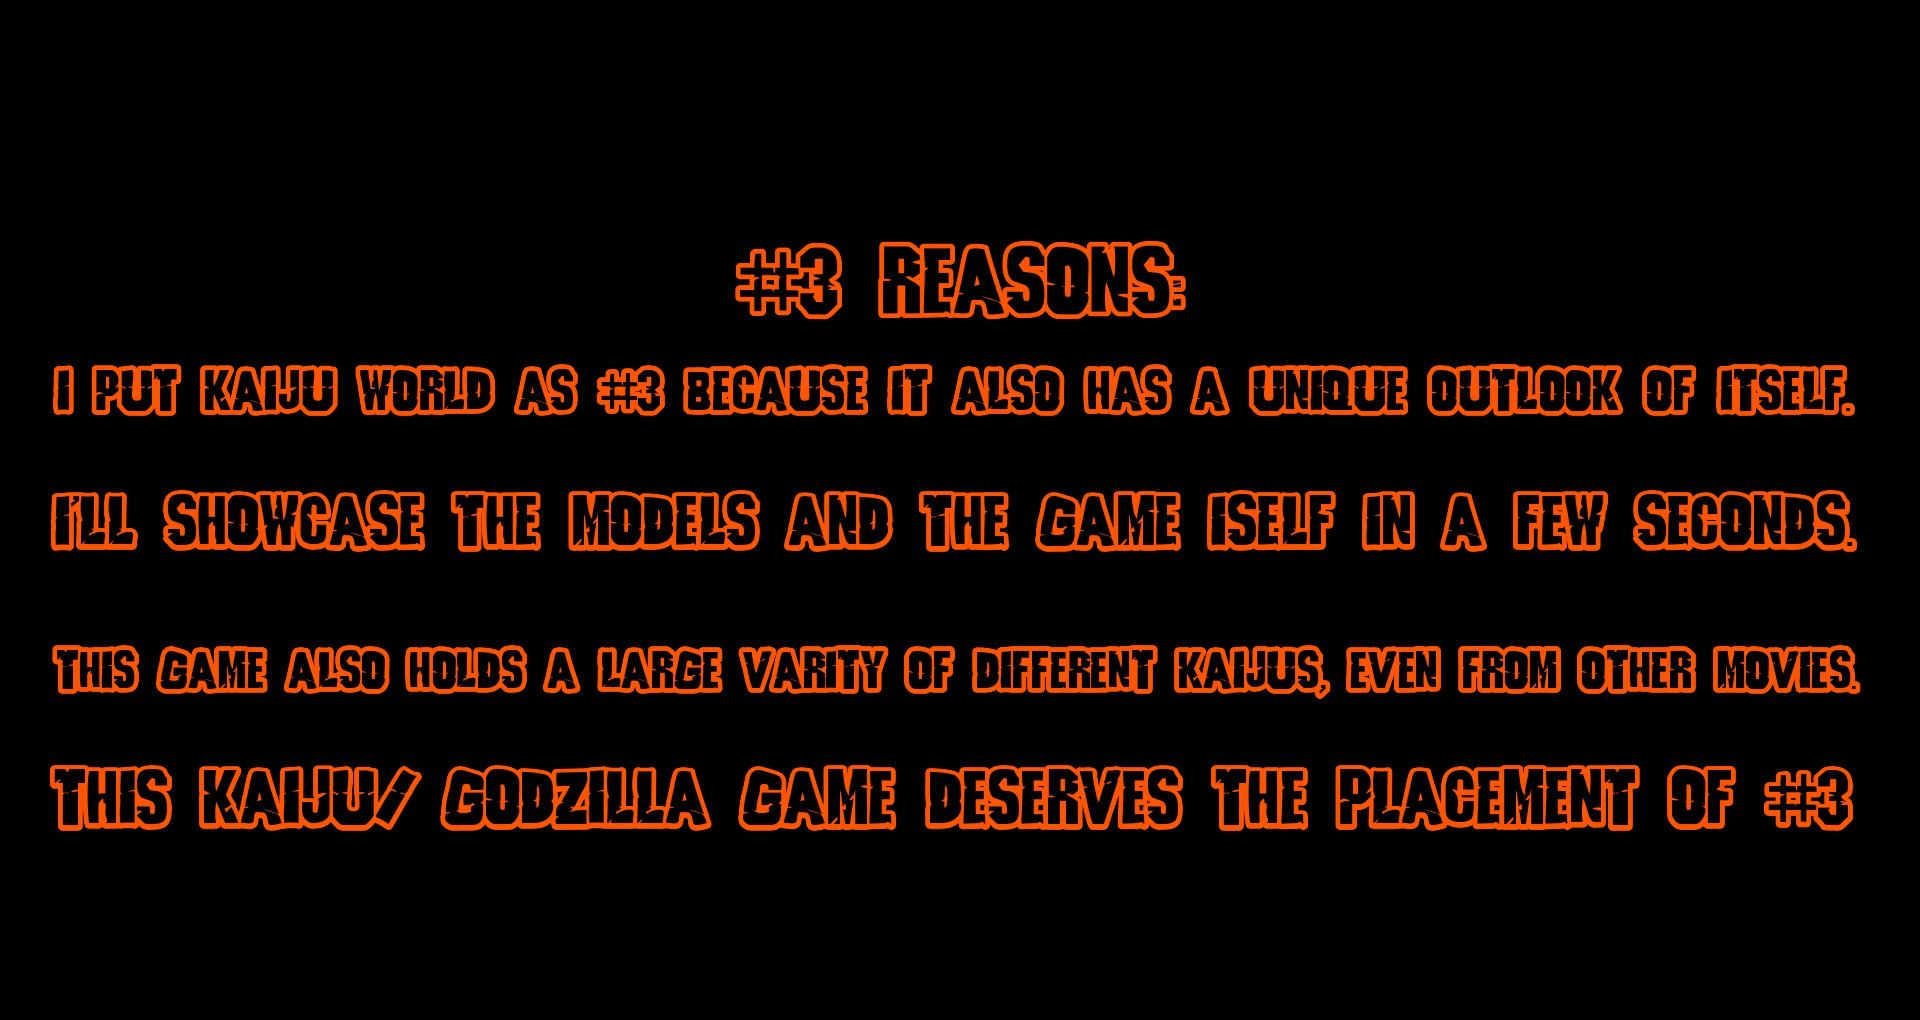 #3 REASONS:
I PUT KAIJU WORLD AS #3 BECAUSE IT ALSO HAS A UNIQUE OUTLOOK OF ITSELF.
I'LL SHOWCASE THE MODELS AND THE GAME ISELF IN A FEW SECONDS.
THIS GAME ALSO HOLDS A LARGE VARITY OF DIFFERENT KAIJUS, EVEN FROM OTHER MOVIES.
THIS KAIJU/ GODZILLA GAME DESERVES THE PLACEMENT OF #3